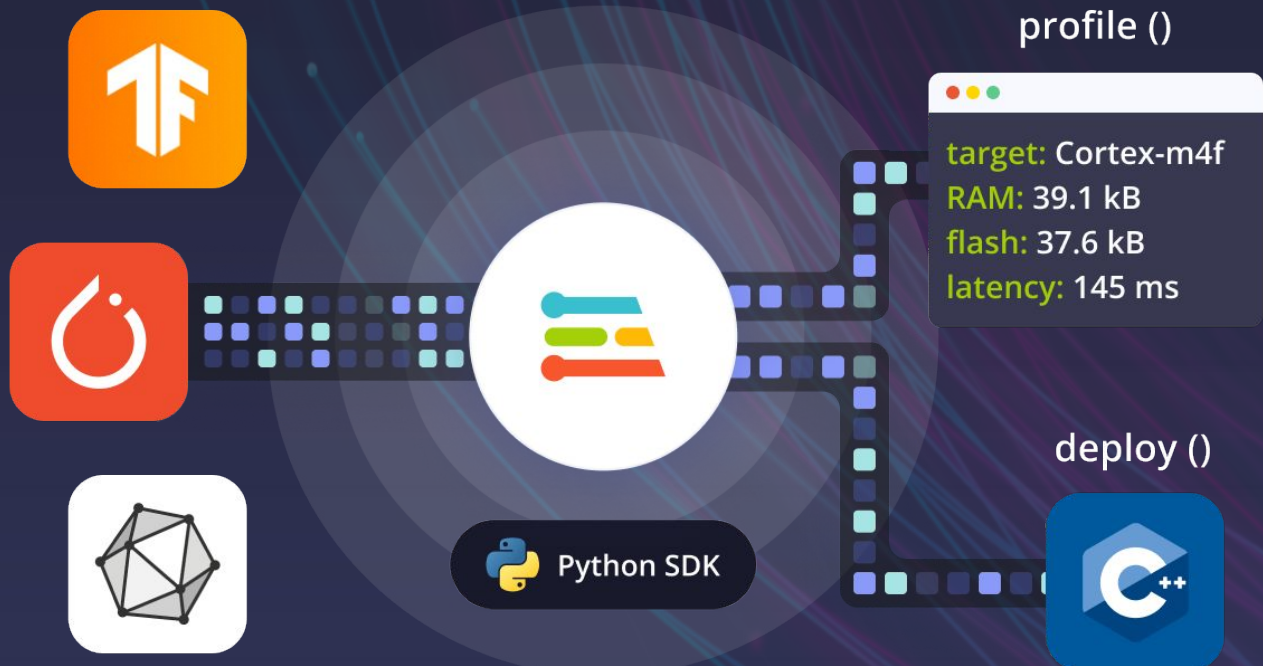 profile ()
target: Cortex-m4f
RAM: 39.1 kB
flash: 37.6 kB
latency: 145 ms
deploy ()
Python SDK
C++